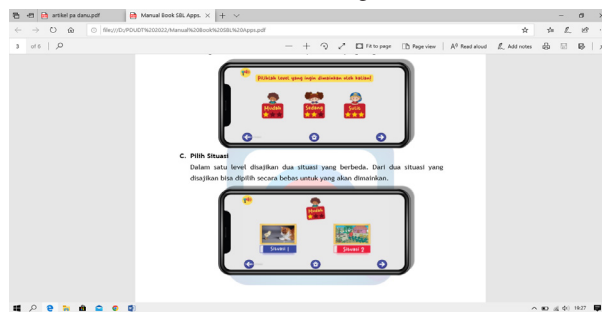 artikel pa danu.pdf
Manual Book SBL Apps.pdf
file:///D:/PDUDT%202022/Manual%20Book%20SBL%20Apps.pdf
3 of 6
Fit to page
Page view
Read aloud
Add notes
Pilihlah level yang ingin dimainkan oleh kalian!
Mudah
Sedang
Sulit
C. Pilih Situasi
Dalam satu level disajikan dua situasi yang berbeda. Dari dua situasi yang
disajikan bisa dipilih secara bebas untuk yang akan dimainkan.
Mudah
Situasi 1
Situasi 2
19:27